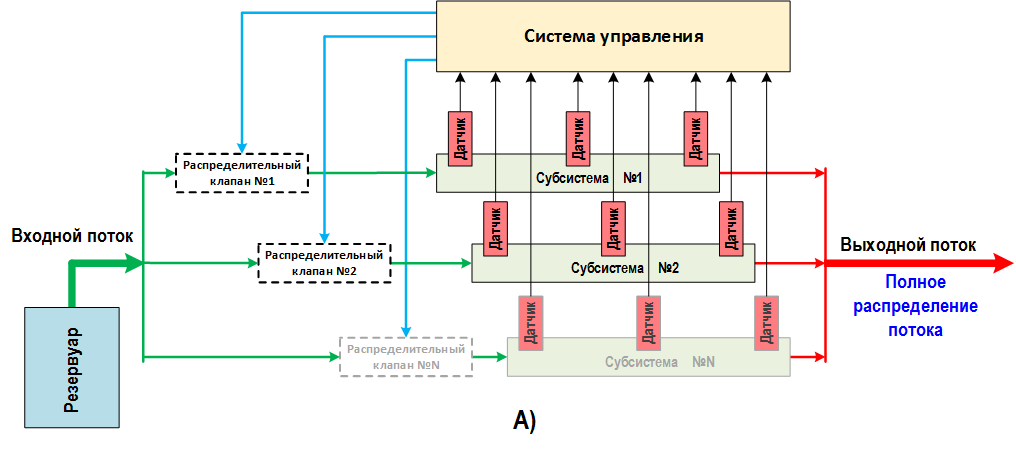 Система управления
Датчик
Датчик
Датчик
Распределительный
клапан №1
Субсистема №1
Датчик
Датчик
Датчик
Входной поток
Распределительный
клапан №2
Субсистема №2
Выходной поток
Полное
распределение
потока
Датчик
Датчик
Датчик
Распределительный
клапан №N
Субсистема №N
Резервуар
А)